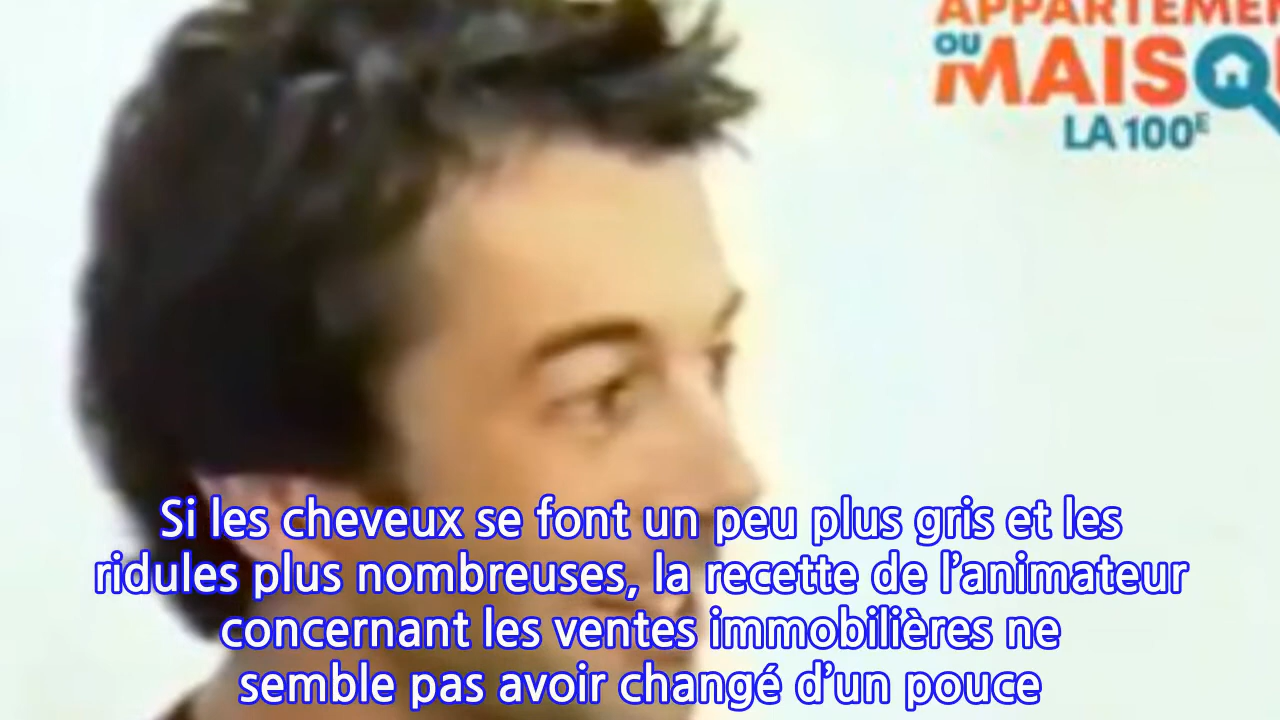 APPARTEMEN
OU
MAISO
LA 100E
Si les cheveux se font un peu plus gris et les
ridules plus nombreuses, la recette de l'animateur
concernant les ventes immobilières ne
semble pas avoir changé d'un pouce